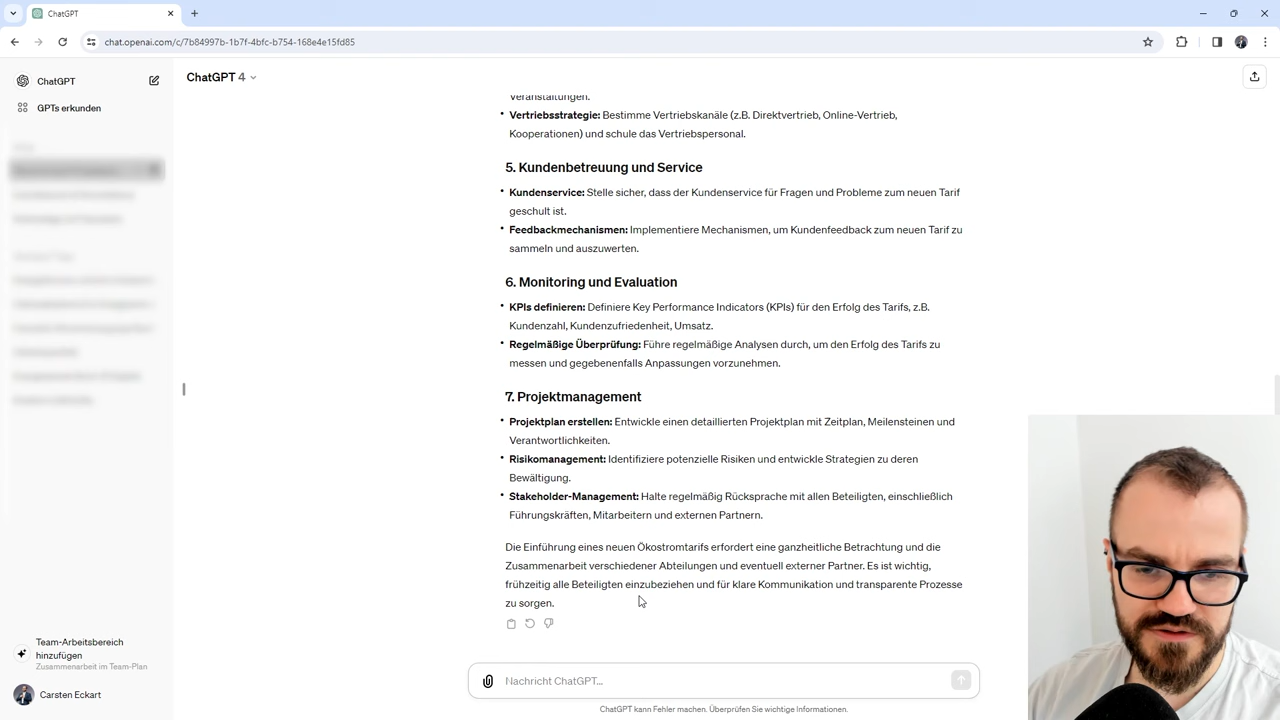 ChatGPT
chat.openai.com/c/7b84997b-1b7f-4bfc-b754-168e4e15fd85
ChatGPT
ChatGPT 4
GPTs erkunden
Veranstaltungen.
• Vertriebsstrategie: Bestimme Vertriebskanäle (z.B. Direktvertrieb, Online-Vertrieb,
Kooperationen) und schule das Vertriebspersonal.
5. Kundenbetreuung und Service
• Kundenservice: Stelle sicher, dass der Kundenservice für Fragen und Probleme zum neuen Tarif
geschult ist.
• Feedbackmechanismen: Implementiere Mechanismen, um Kundenfeedback zum neuen Tarif zu
sammeln und auszuwerten.
6. Monitoring und Evaluation
• KPIs definieren: Definiere Key Performance Indicators (KPIs) für den Erfolg des Tarifs, z.B.
Kundenzahl, Kundenzufriedenheit, Umsatz.
• Regelmäßige Überprüfung: Führe regelmäßige Analysen durch, um den Erfolg des Tarifs zu
messen und gegebenenfalls Anpassungen vorzunehmen.
7. Projektmanagement
• Projektplan erstellen: Entwickle einen detaillierten Projektplan mit Zeitplan, Meilensteinen und
Verantwortlichkeiten.
• Risikomanagement: Identifiziere potenzielle Risiken und entwickle Strategien zu deren
Bewältigung.
• Stakeholder-Management: Halte regelmäßig Rücksprache mit allen Beteiligten, einschließlich
Führungskräften, Mitarbeitern und externen Partnern.
Die Einführung eines neuen Ökostromtarifs erfordert eine ganzheitliche Betrachtung und die
Zusammenarbeit verschiedener Abteilungen und eventuell externer Partner. Es ist wichtig,
frühzeitig alle Beteiligten einzubeziehen und für klare Kommunikation und transparente Prozesse
zu sorgen.
Team-Arbeitsbereich
hinzufügen
Zusammenarbeit im Team-Plan
Carsten Eckart
Nachricht ChatGPT...
ChatGPT kann Fehler machen. Überprüfen Sie wichtige Informationen.